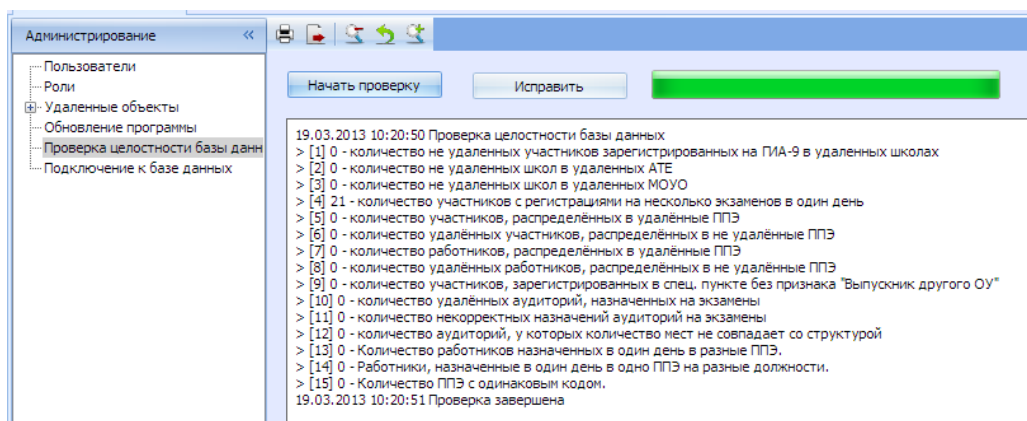 Администрирование
Пользователи
Роли
Удаленные объекты
Обновление программы
Проверка целостности базы данн
Подключение к базе данных
Начать проверку
Исправить
19.03.2013 10:20:50 Проверка целостности базы данных
> [1] 0 - количество не удаленных участников зарегистрированных на ГИА-9 в удаленных школах
> [2] 0 - количество не удаленных школ в удаленных АТЕ
> [3] 0 - количество не удаленных школ в удаленных МОУО
> [4] 21 - количество участников с регистрациями на несколько экзаменов в один день
> [5] 0 - количество участников, распределённых в удалённые ППЭ
> [6] 0 - количество удалённых участников, распределённых в не удалённые ППЭ
> [7] 0 - количество работников, распределённых в удалённые ППЭ
> [8] 0 - количество удалённых работников, распределённых в не удалённые ППЭ
> [9] 0 - количество участников, зарегистрированных в спец. пункте без признака "Выпускник другого ОУ"
> [10] 0 - количество удалённых аудиторий, назначенных на экзамены
> [11] 0 - количество некорректных назначений аудиторий на экзамены
> [12] 0 - количество аудиторий, у которых количество мест не совпадает со структурой
> [13] 0 - Количество работников назначенных в один день в разные ППЭ.
> [14] 0 - Работники, назначенные в один день в одно ППЭ на разные должности.
> [15] 0 - Количество ППЭ с одинаковым кодом.
19.03.2013 10:20:51 Проверка завершена